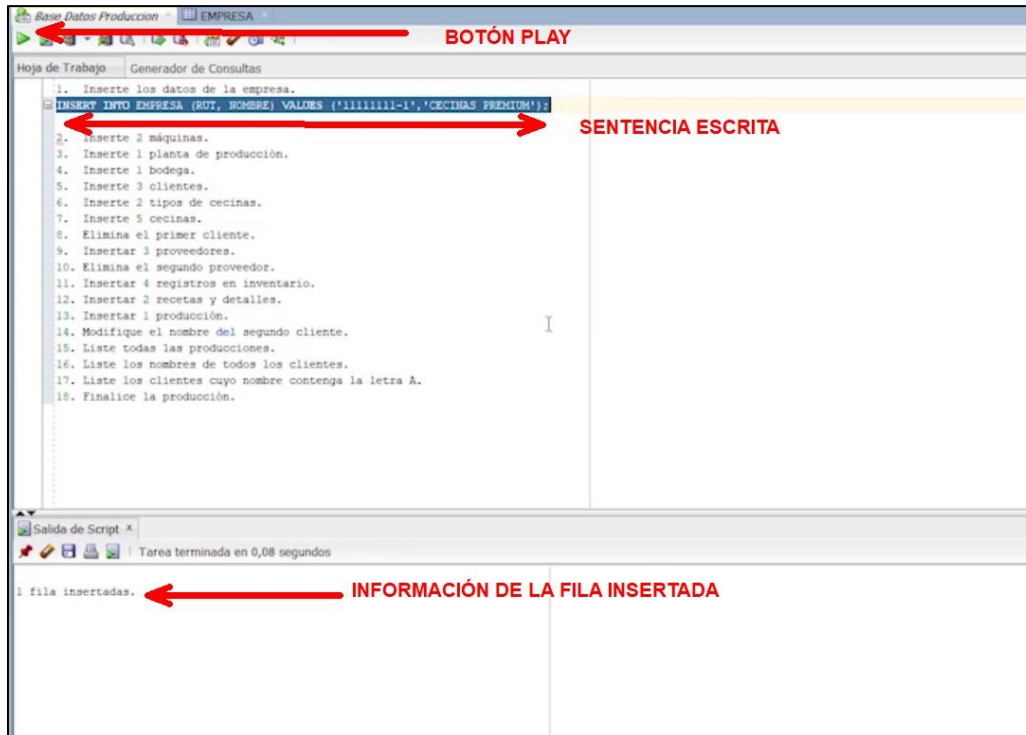 Base Datos Produccion
EMPRESA
BOTÓN PLAY
Hoja de Trabajo
Generador de Consultas
1. Inserte los datos de la empresa.
INSERT INTO EMPRESA (RUT, NOMBRE) VALUES ('11111111-1','CECINAS PREMIUM');
SENTENCIA ESCRITA
2. Inserte 2 máquinas.
3. Inserte 1 planta de producción.
4. Inserte 1 bodega.
5. Inserte 3 clientes.
6. Inserte 2 tipos de cecinas.
7. Inserte 5 cecinas.
8. Elimina el primer cliente.
9. Insertar 3 proveedores.
10. Elimina el segundo proveedor.
11. Insertar 4 registros en inventario.
12. Insertar 2 recetas y detalles.
13. Insertar 1 producción.
14. Modifique el nombre del segundo cliente.
15. Liste todas las producciones.
16. Liste los nombres de todos los clientes.
17. Liste los clientes cuyo nombre contenga la letra A.
18. Finalice la producción.
Salida de Script
Tarea terminada en 0,08 segundos
1 fila insertadas.
INFORMACIÓN DE LA FILA INSERTADA